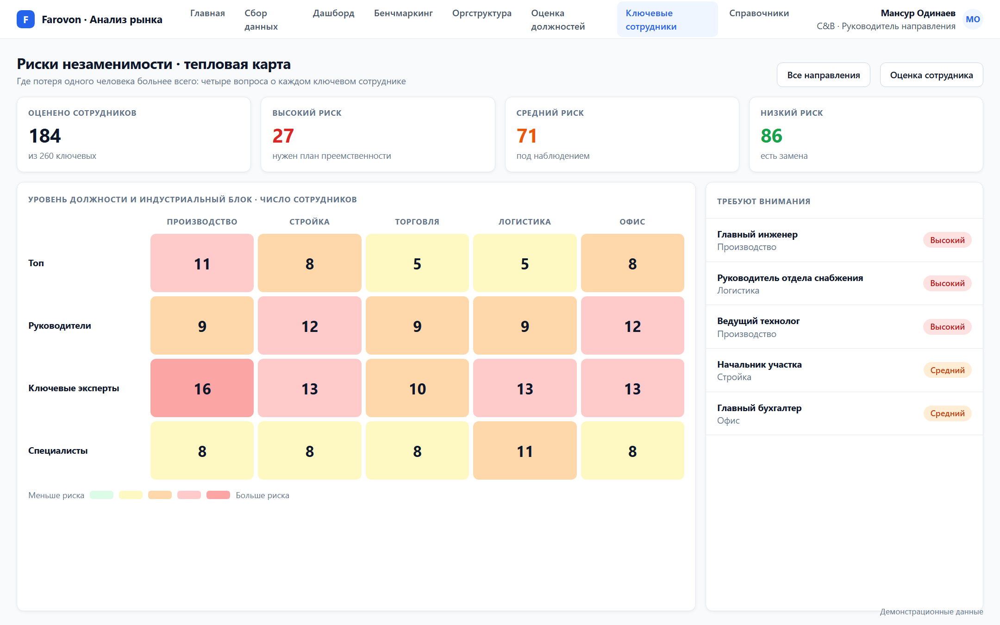 F
Farovon · Анализ рынка
Главная
Сбор
данных
Дашборд
Бенчмаркинг
Оргструктура
Оценка
должностей
Ключевые
сотрудники
Справочники
Мансур Одинаев
C&B · Руководитель направления
МО
Риски незаменимости · тепловая карта
Где потеря одного человека больнее всего: четыре вопроса о каждом ключевом сотруднике
Все направления
Оценка сотрудника
ОЦЕНЕНО СОТРУДНИКОВ
184
из 260 ключевых
ВЫСОКИЙ РИСК
27
нужен план преемственности
СРЕДНИЙ РИСК
71
под наблюдением
НИЗКИЙ РИСК
86
есть замена
УРОВЕНЬ ДОЛЖНОСТИ И ИНДУСТРИАЛЬНЫЙ БЛОК · ЧИСЛО СОТРУДНИКОВ
ПРОИЗВОДСТВО СТРОЙКА ТОРГОВЛЯ ЛОГИСТИКА ОФИС
Топ 11 8 5 5 8
Руководители 9 12 9 9 12
Ключевые эксперты 16 13 10 13 13
Специалисты 8 8 8 11 8
Меньше риска Больше риска
ТРЕБУЮТ ВНИМАНИЯ
Главный инженер
Производство
Высокий
Руководитель отдела снабжения
Логистика
Высокий
Ведущий технолог
Производство
Высокий
Начальник участка
Стройка
Средний
Главный бухгалтер
Офис
Средний
Демонстрационные данные